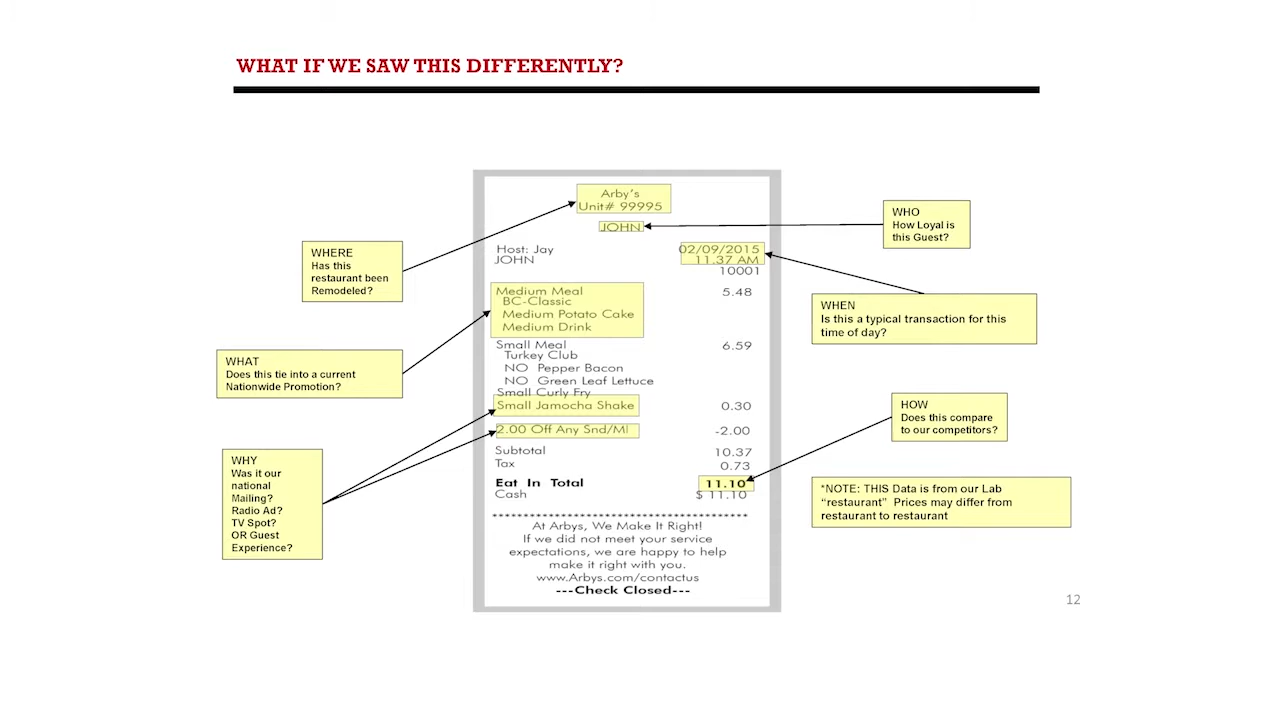 WHAT IF WE SAW THIS DIFFERENTLY?
Arby's
Unit# 99995
JOHN
Host: Jay
02/09/2015
JOHN
11.37 AM
10001
Medium Meal 5.48
BC-Classic
Medium Potato Cake
Medium Drink
Small Meal 6.59
Turkey Club
NO Pepper Bacon
NO Green Leaf Lettuce
Small Curly Fry
Small Jamocha Shake 0.30
2.00 Off Any Snd/Ml -2.00
Subtotal 10.37
Tax 0.73
Eat In Total 11.10
Cash $ 11.10
At Arbys, We Make It Right!
If we did not meet your service
expectations, we are happy to help
make it right with you.
www.Arbys.com/contactus
---Check Closed---
WHERE
Has this
restaurant been
Remodeled?
WHAT
Does this tie into a current
Nationwide Promotion?
WHY
Was it our
national
Mailing?
Radio Ad?
TV Spot?
OR Guest
Experience?
WHO
How Loyal is
this Guest?
WHEN
Is this a typical transaction for this
time of day?
HOW
Does this compare
to our competitors?
*NOTE: THIS Data is from our Lab
“restaurant” Prices may differ from
restaurant to restaurant
12